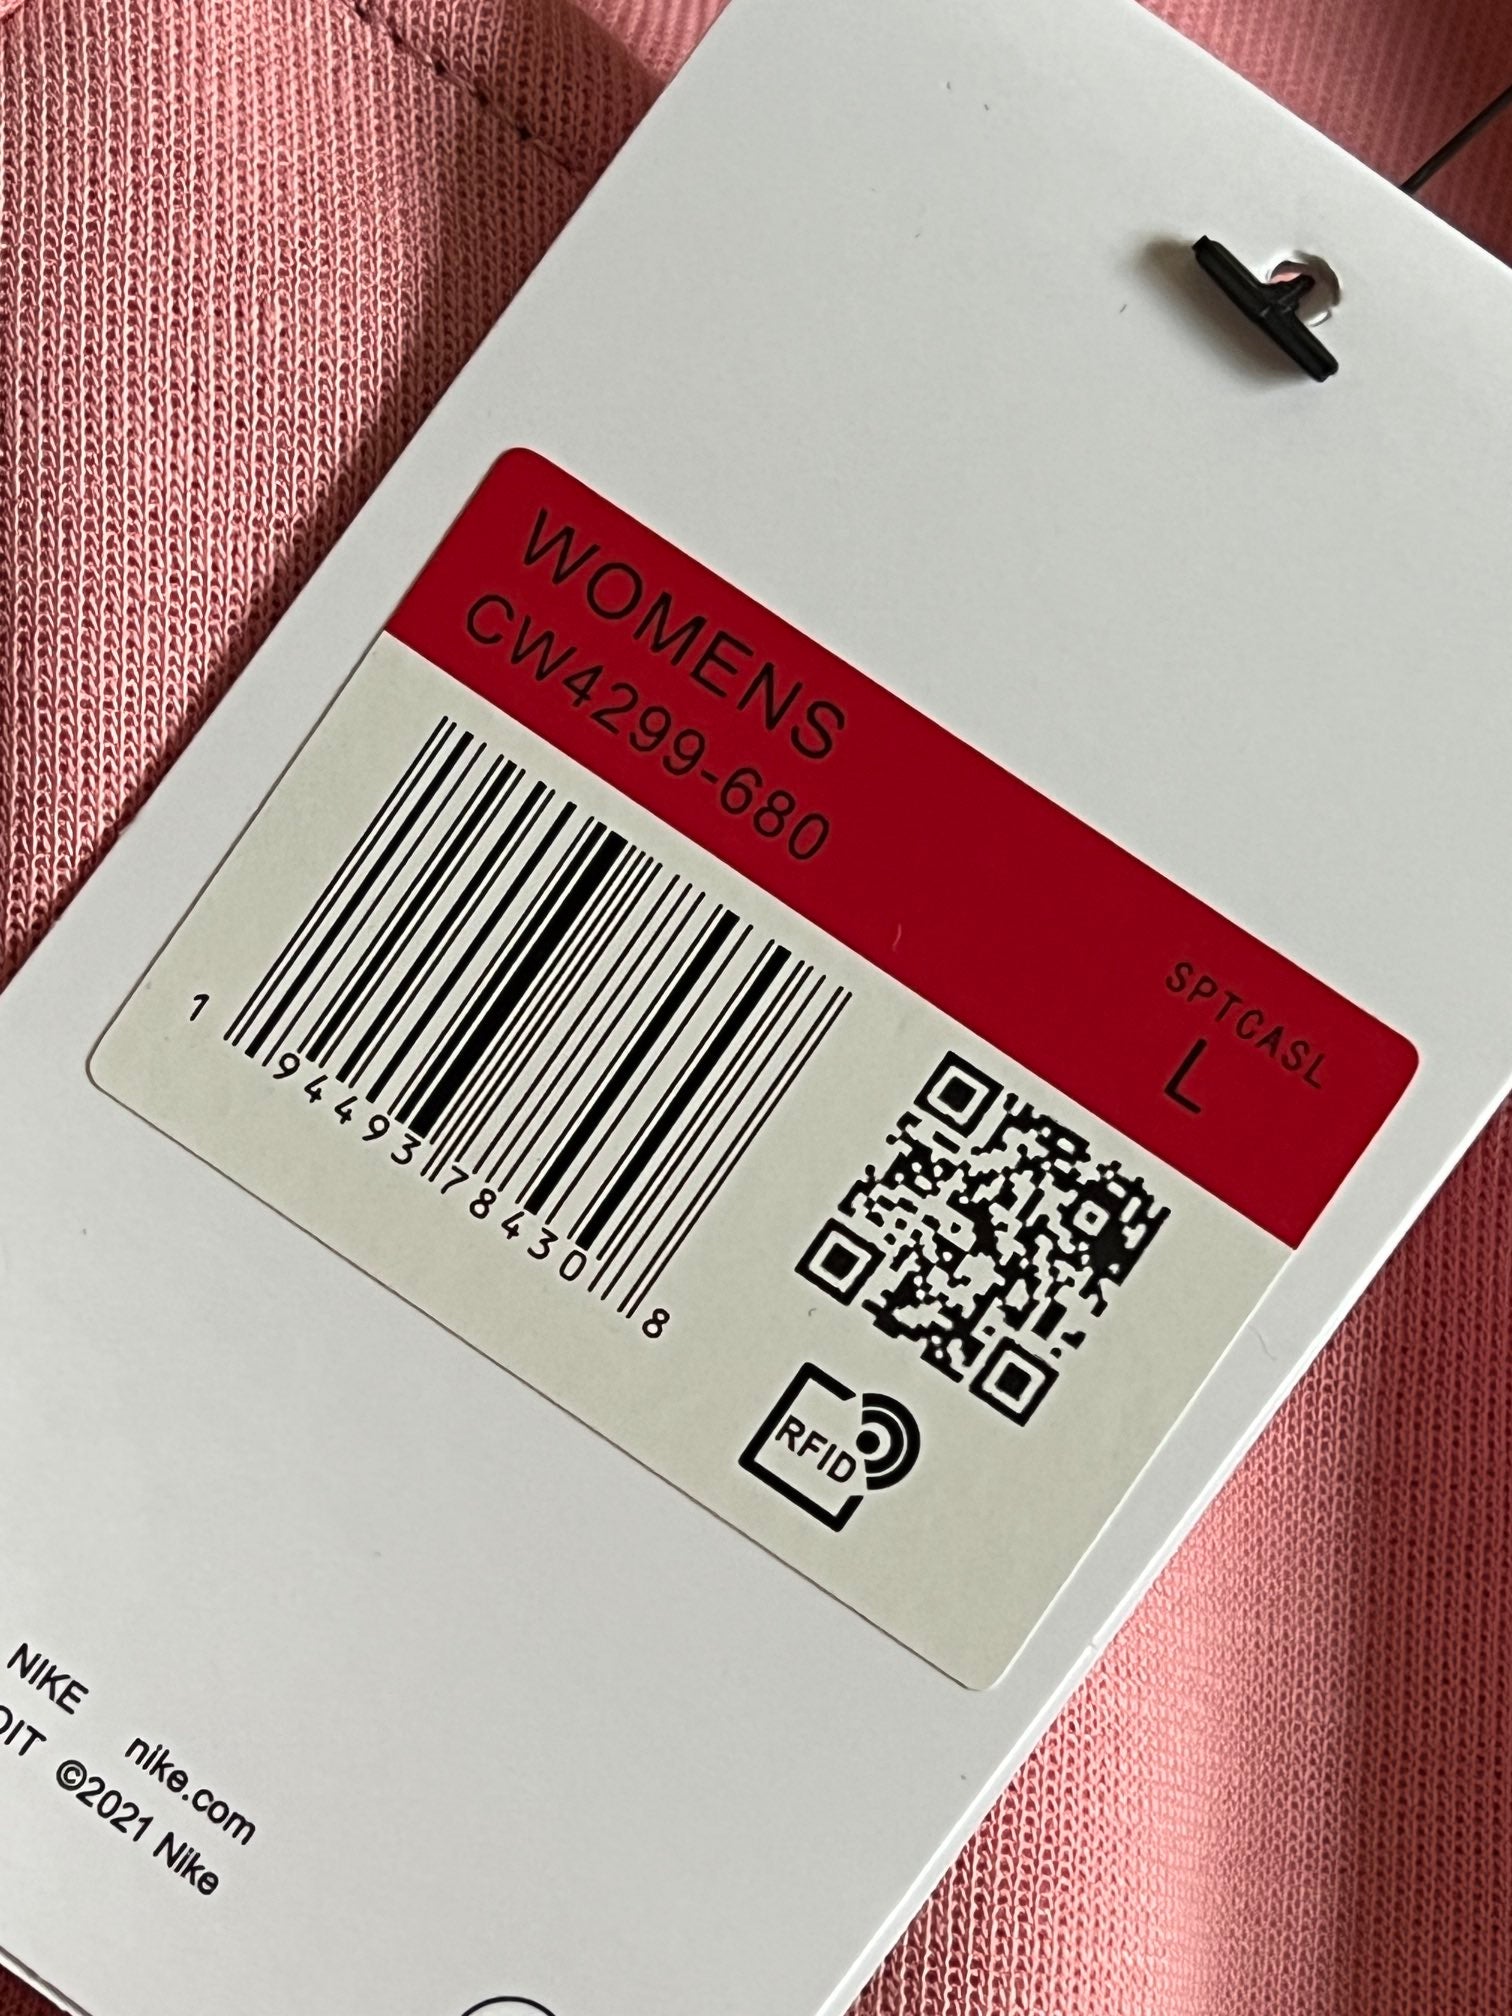 WOMENS
CW4299-680
SPTCASL
L
1 94493 78430 8
RFID
NIKE
nike.com
©2021 Nike